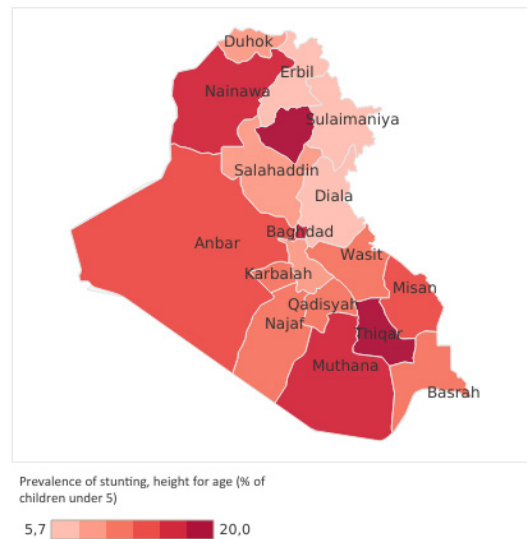 Duhok
Erbil
Nainawa
Sulaimaniya
Salahaddin
Diala
Baghdad
Anbar
Wasit
Karbalah
Misan
Qadisyah
Najaf
Thiqar
Muthana
Basrah
Prevalence of stunting, height for age (% of
children under 5)
5,7 20,0